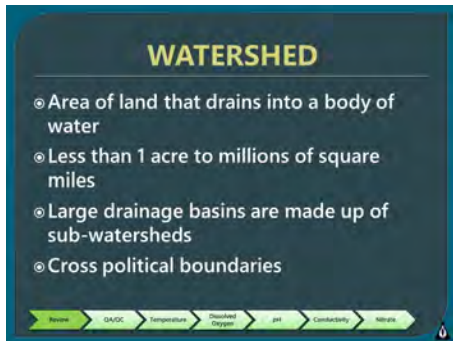 WATERSHED
Area of land that drains into a body of
water
Less than 1 acre to millions of square
miles
Large drainage basins are made up of
sub-watersheds
Cross political boundaries
Review
QA/QC
Temperature
Dissolved
Oxygen
pH
Conductivity
Nitrate